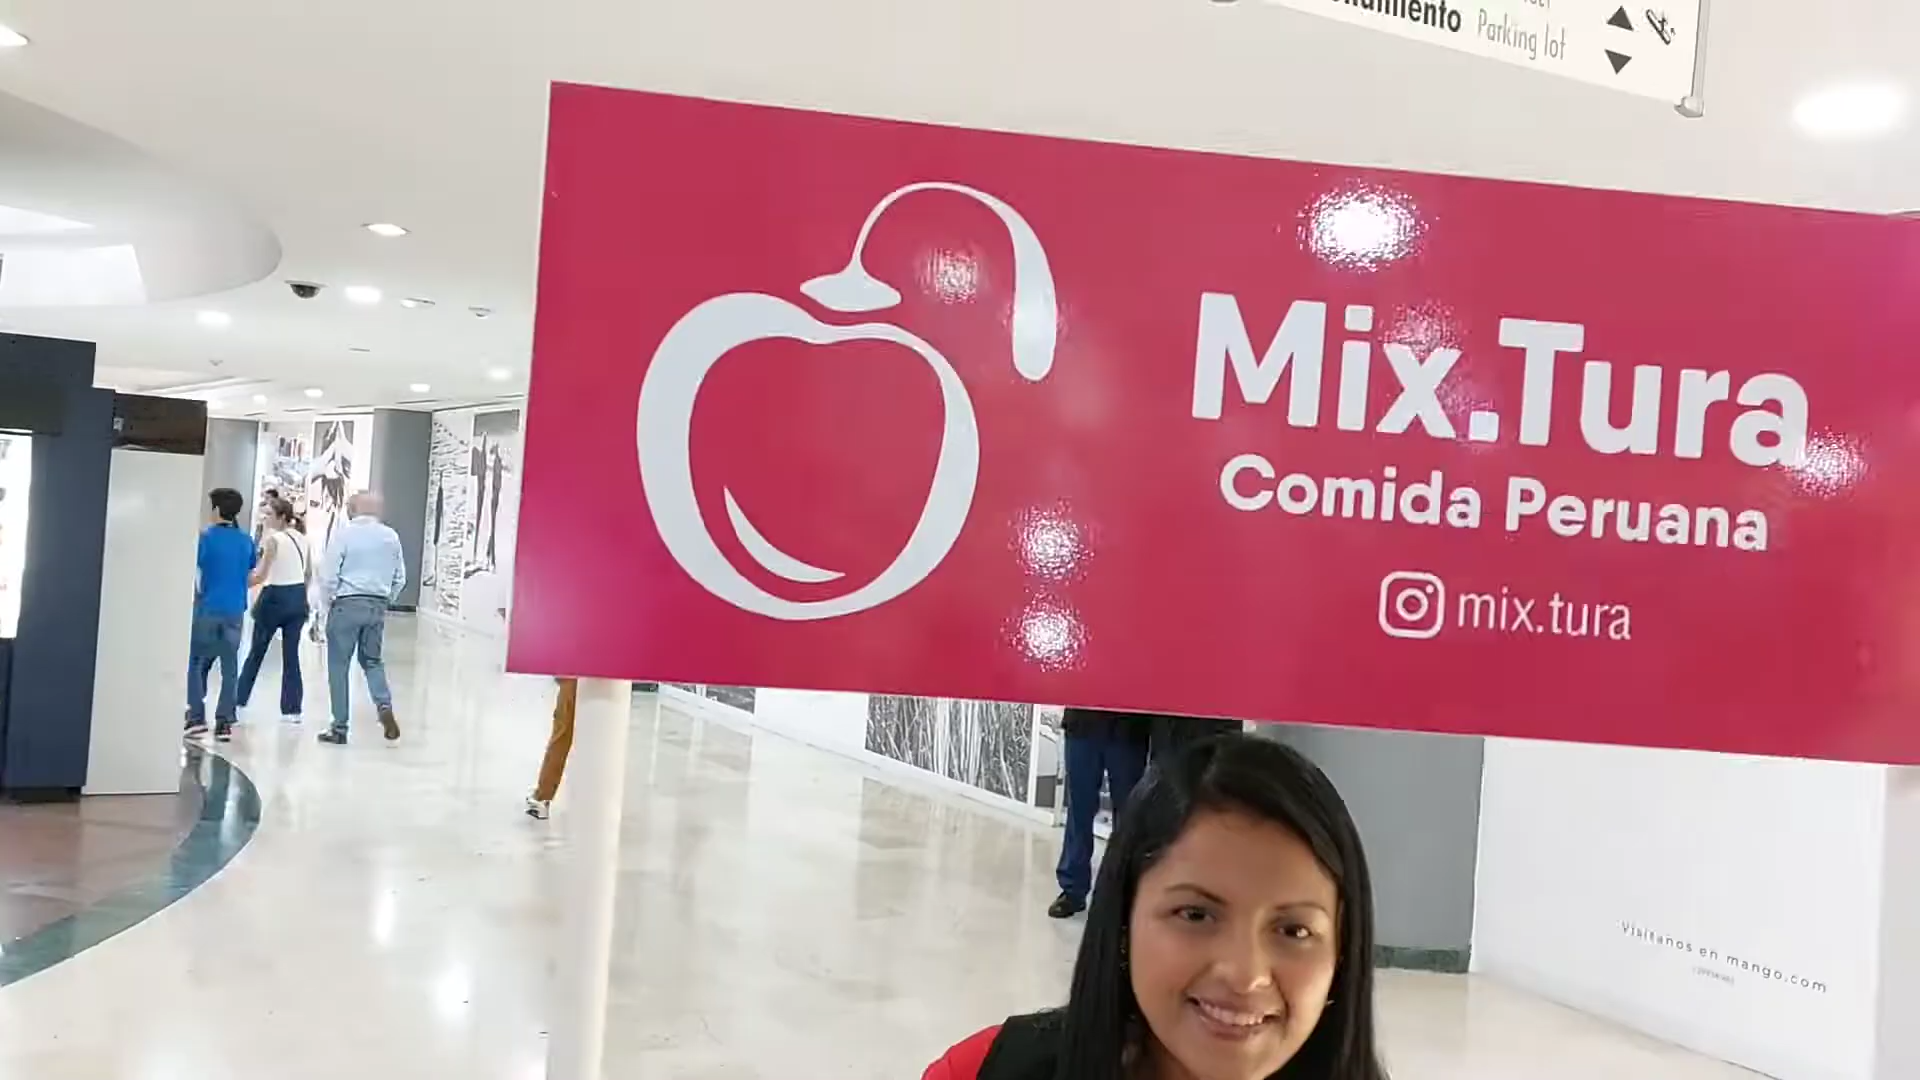 Parking lot
Mix.Tura
Comida Peruana
mix.tura
Visítanos en mango.com